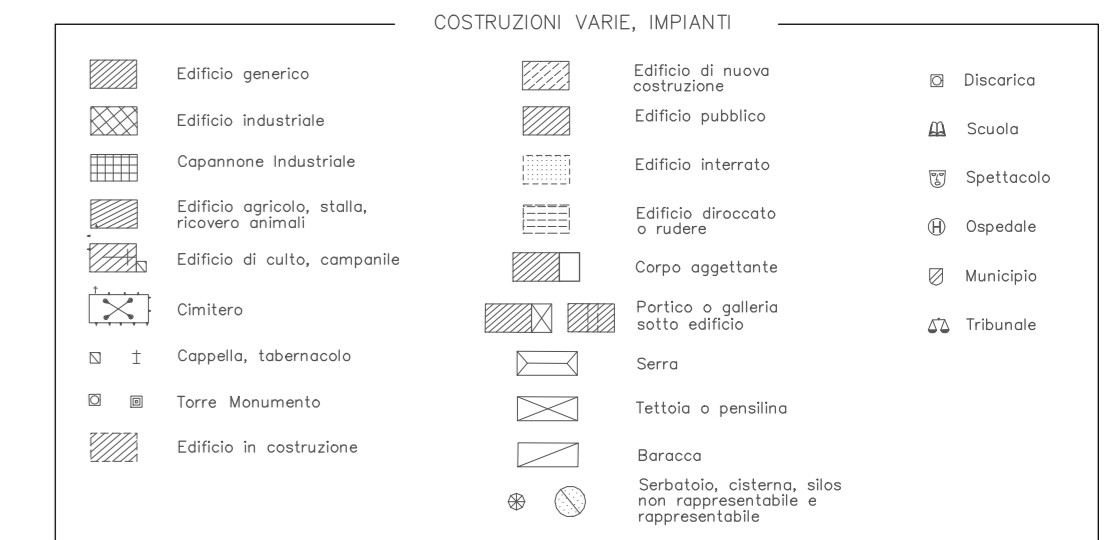 COSTRUZIONI VARIE, IMPIANTI
Edificio generico
Edificio industriale
Capannone Industriale
Edificio agricolo, stalla,
ricovero animali
Edificio di culto, campanile
Cimitero
Cappella, tabernacolo
Torre Monumento
Edificio in costruzione
Edificio di nuova
costruzione
Edificio pubblico
Edificio interrato
Edificio diroccato
o rudere
Corpo aggettante
Portico o galleria
sotto edificio
Serra
Tettoia o pensilina
Baracca
Serbatoio, cisterna, silos
non rappresentabile e
rappresentabile
Discarica
Scuola
Spettacolo
H Ospedale
Municipio
Tribunale